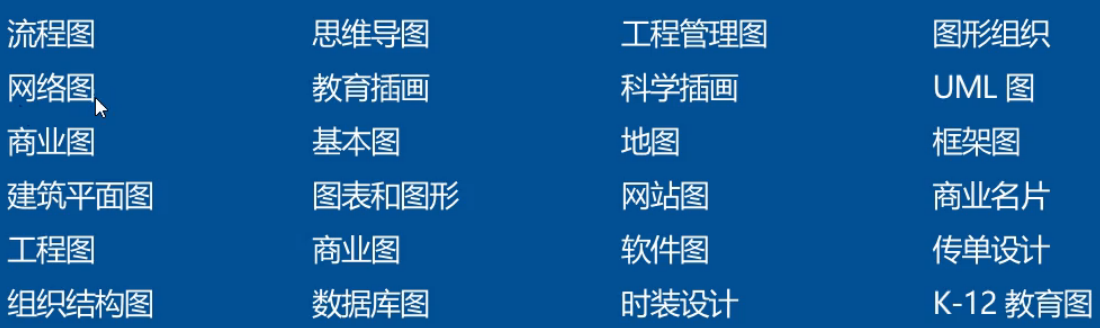 流程图 思维导图 工程管理图 图形组织
网络图 教育插画 科学插画 UML 图
商业图 基本图 地图 框架图
建筑平面图 图表和图形 网站图 商业名片
工程图 商业图 软件图 传单设计
组织结构图 数据库图 时装设计 K-12 教育图